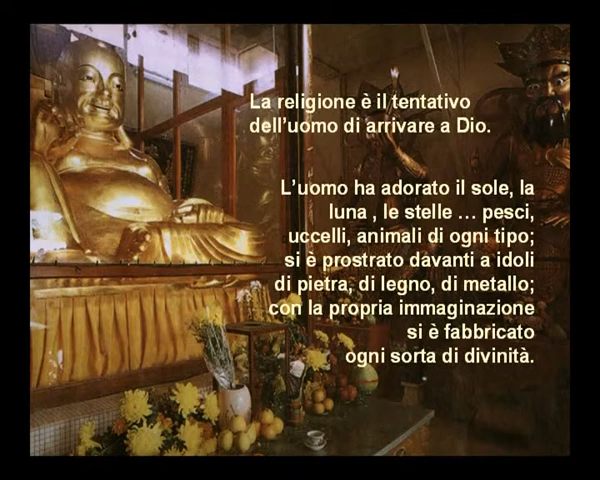 La religione è il tentativo
dell'uomo di arrivare a Dio.
L'uomo ha adorato il sole, la
luna , le stelle … pesci,
uccelli, animali di ogni tipo;
si è prostrato davanti a idoli
di pietra, di legno, di metallo;
con la propria immaginazione
si è fabbricato
ogni sorta di divinità.